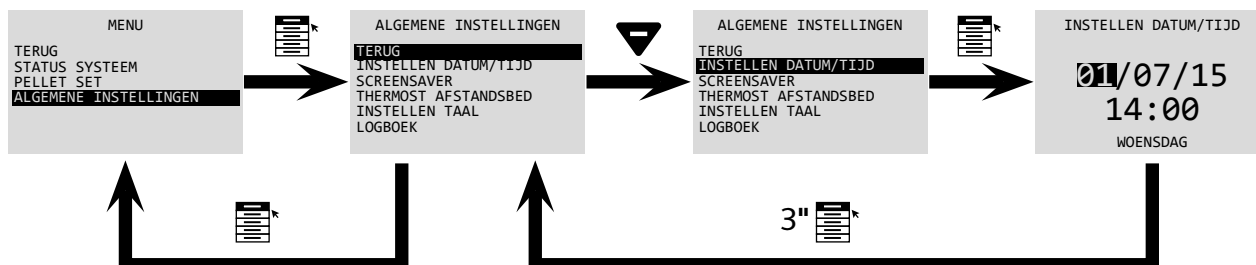 MENU
TERUG
STATUS SYSTEEM
PELLET SET
ALGEMENE INSTELLINGEN
ALGEMENE INSTELLINGEN
TERUG
INSTELLEN DATUM/TIJD
SCREENSAVER
THERMOST AFSTANDSBED
INSTELLEN TAAL
LOGBOEK
ALGEMENE INSTELLINGEN
TERUG
INSTELLEN DATUM/TIJD
SCREENSAVER
THERMOST AFSTANDSBED
INSTELLEN TAAL
LOGBOEK
INSTELLEN DATUM/TIJD
01/07/15
14:00
WOENSDAG
3"